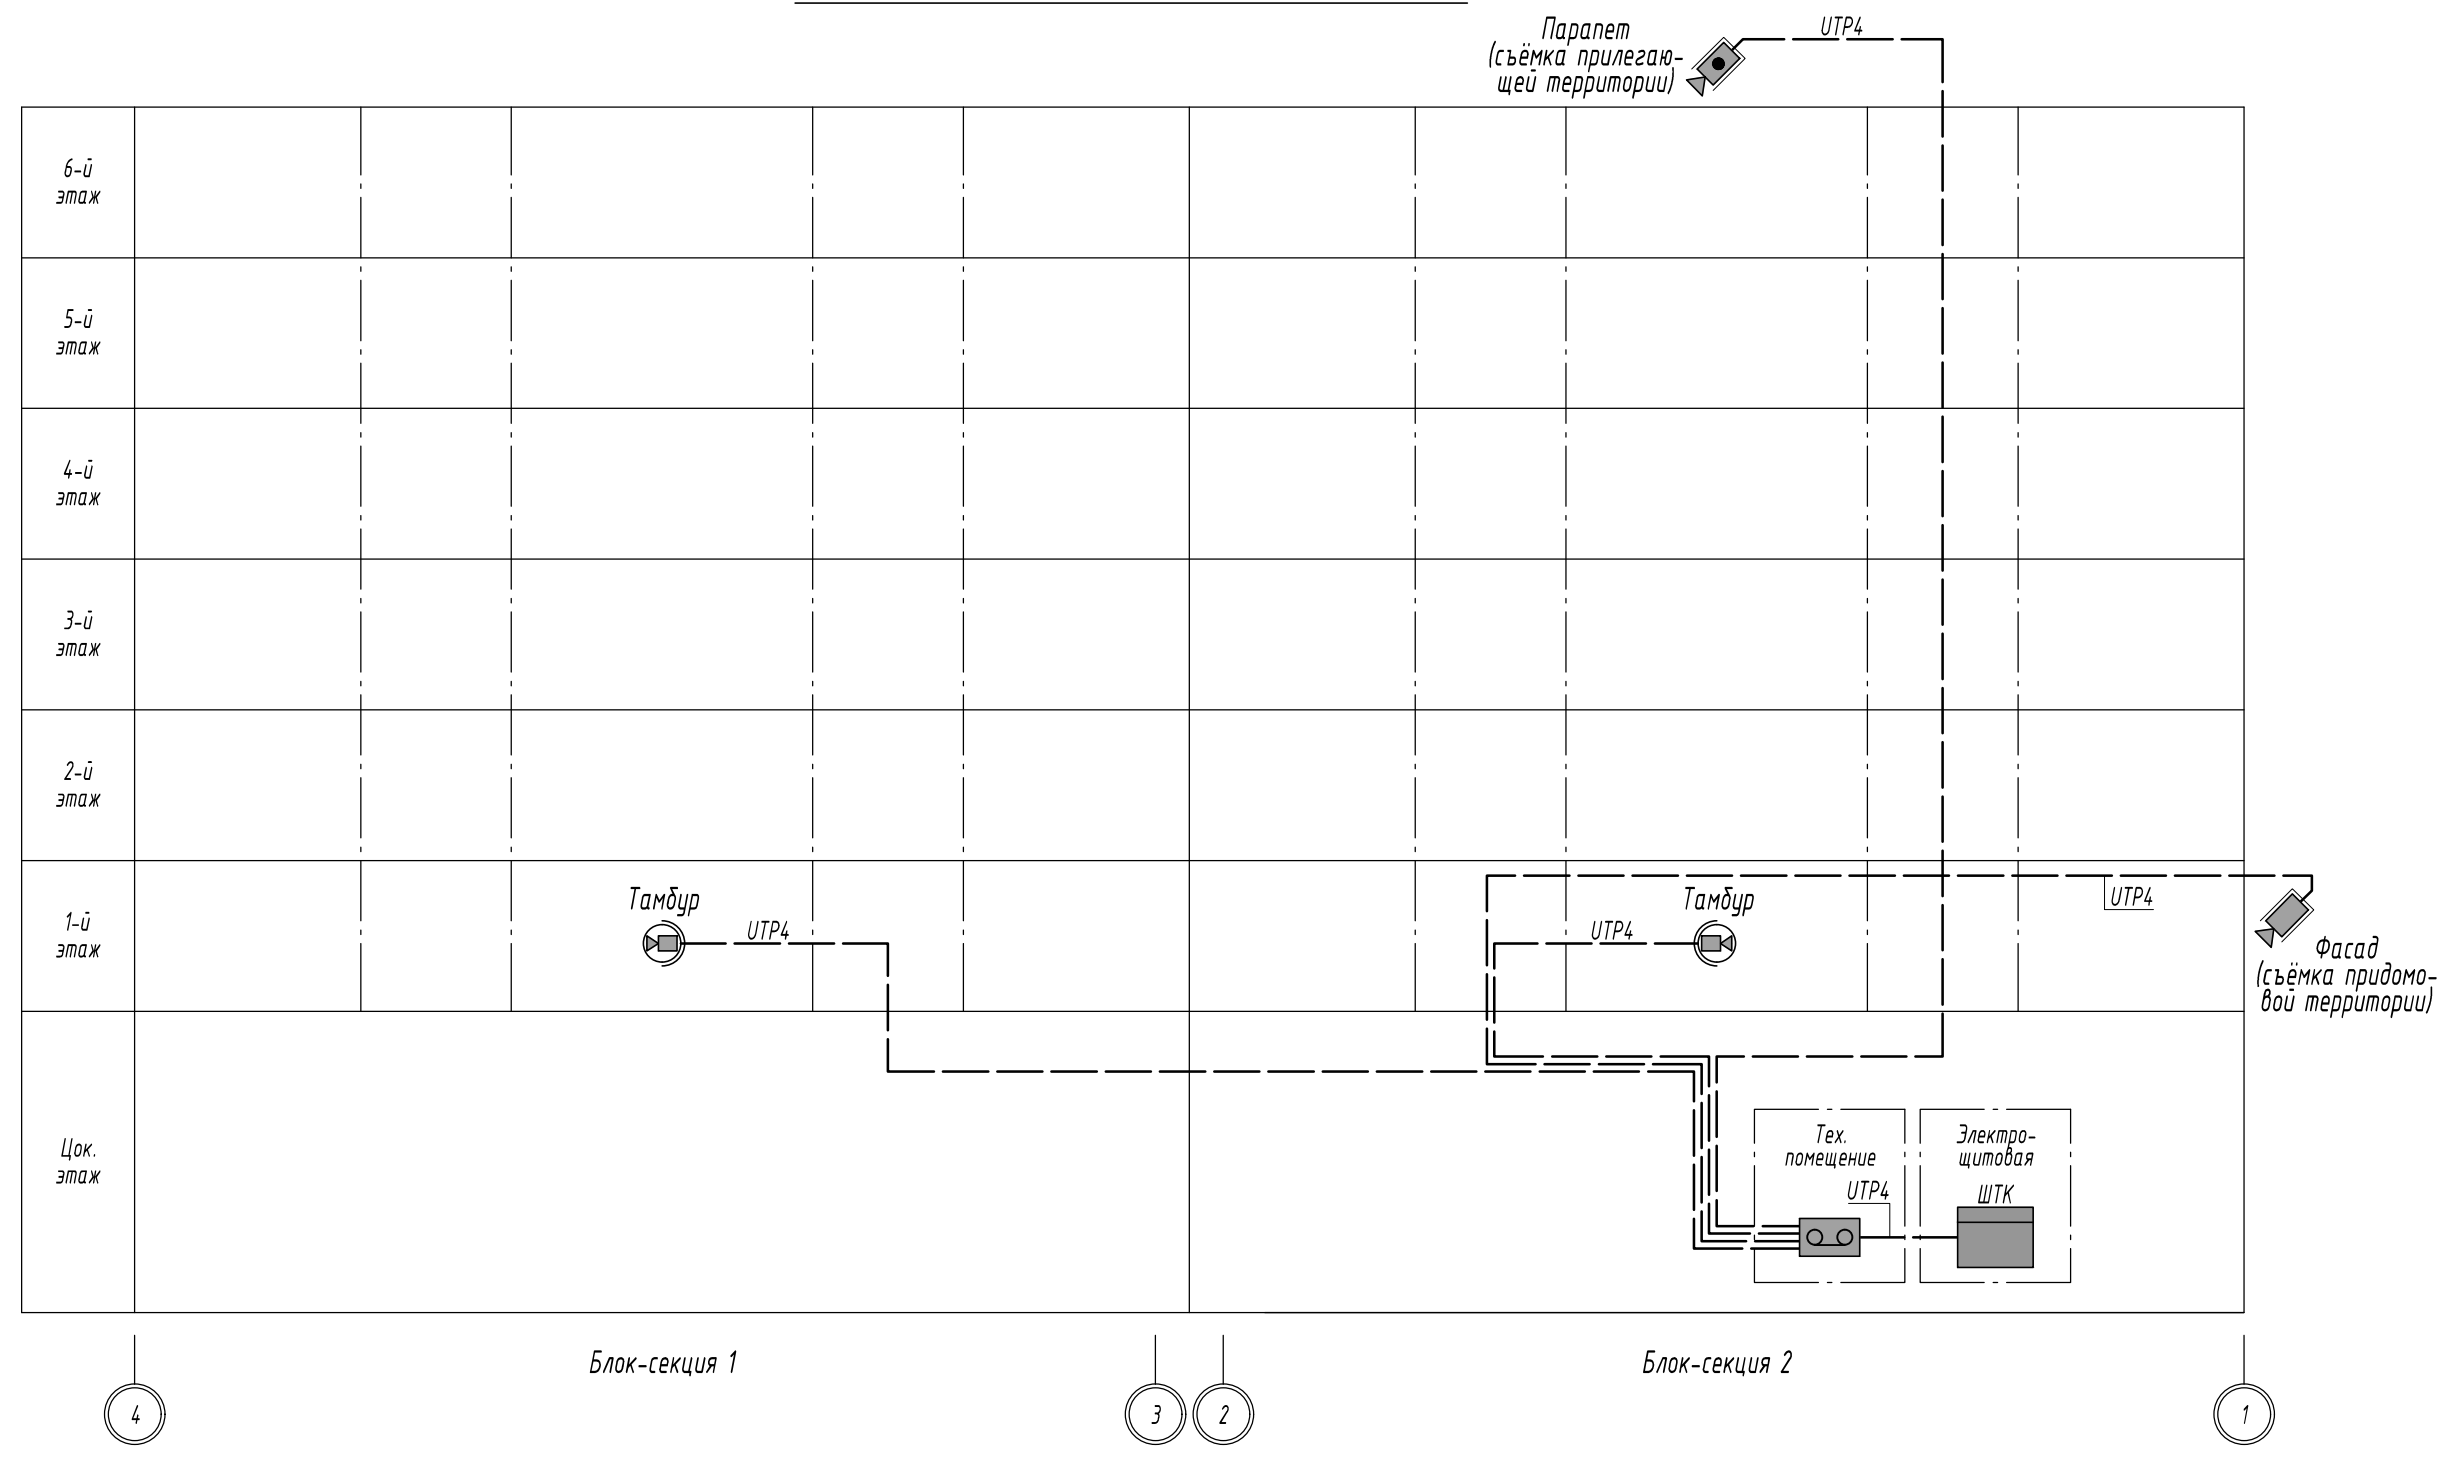 Парапет
(съёмка прилегаю-
щей территории)
UTP4
6-й
этаж
5-й
этаж
4-й
этаж
3-й
этаж
2-й
этаж
1-й
этаж
Тамбур
UTP4
Тамбур
UTP4
UTP4
Фасад
(съёмка придомо-
вой территории)
Цок.
этаж
Тех.
помещение
UTP4
Электро-
щитовая
ШТК
Блок-секция 1
Блок-секция 2
4
3
2
1